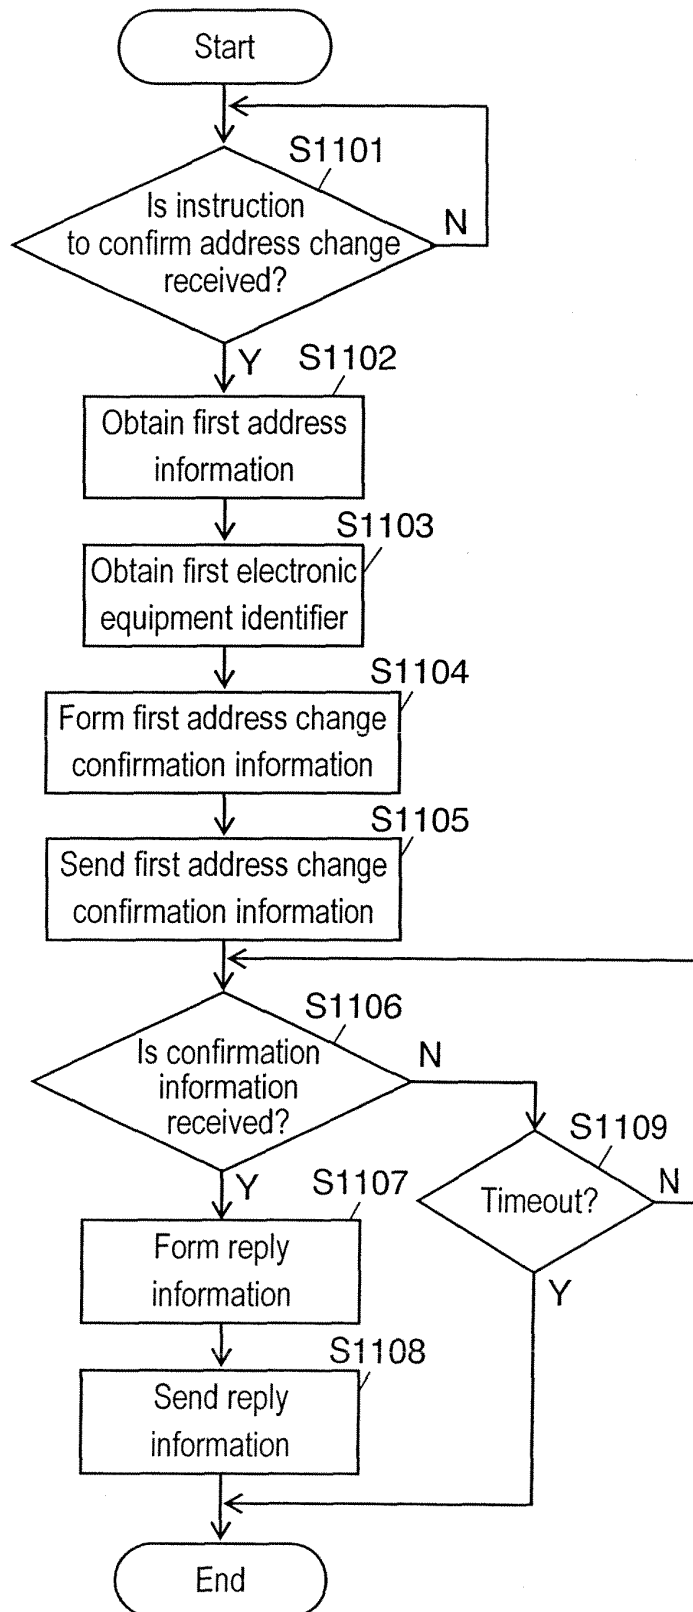 Start
S1101
Is instruction
to confirm address change
received?
N
Y
S1102
Obtain first address
information
S1103
Obtain first electronic
equipment identifier
S1104
Form first address change
confirmation information
S1105
Send first address change
confirmation information
S1106
Is confirmation
information
received?
N
S1109
Timeout?
N
Y
Y
S1107
Form reply
information
S1108
Send reply
information
End